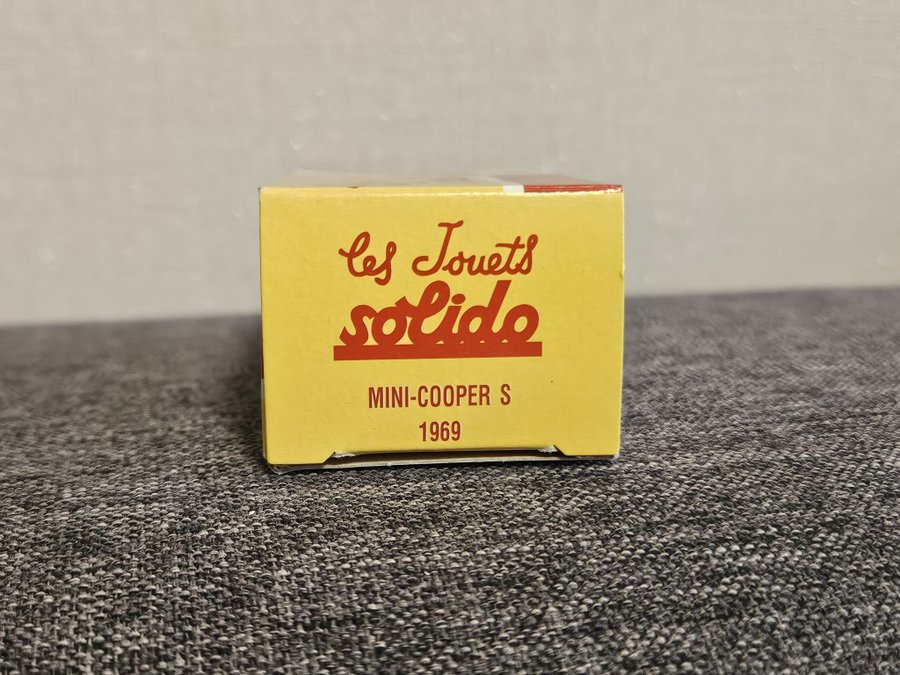 Les Jouets
solido
MINI-COOPER S
1969